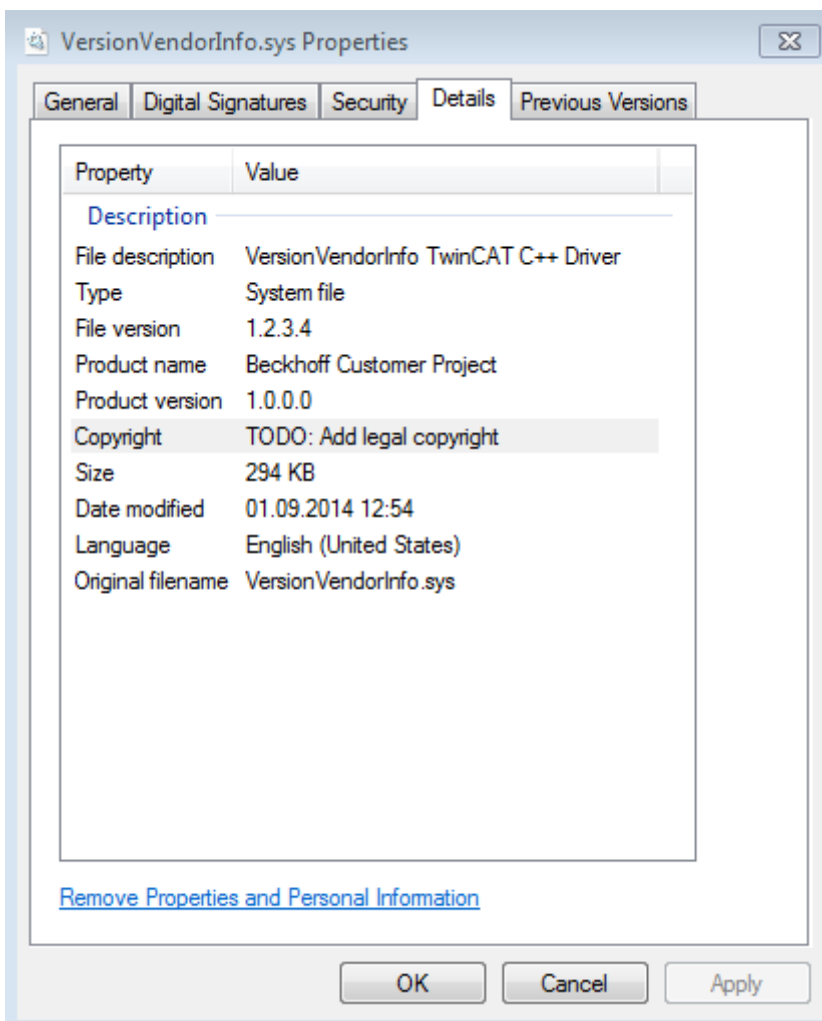 VersionVendorInfo.sys Properties
General Digital Signatures Security Details Previous Versions
Property Value
Description
File description VersionVendorInfo TwinCAT C++ Driver
Type System file
File version 1.2.3.4
Product name Beckhoff Customer Project
Product version 1.0.0.0
Copyright TODO: Add legal copyright
Size 294 KB
Date modified 01.09.2014 12:54
Language English (United States)
Original filename VersionVendorInfo.sys
Remove Properties and Personal Information
OK Cancel Apply